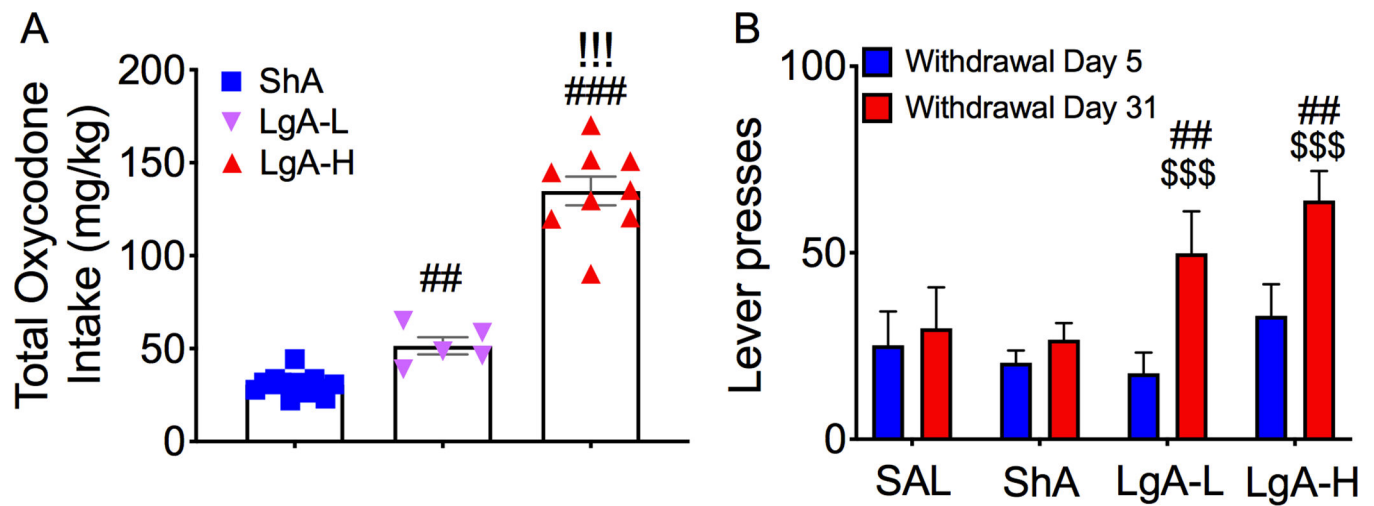 A
Total Oxycodone
Intake (mg/kg)
200
150
100
50
0
ShA
LgA-L
LgA-H
##
!!!
###
B
Lever presses
100
50
0
Withdrawal Day 5
Withdrawal Day 31
##
$$$
##
$$$
SAL
ShA
LgA-L
LgA-H